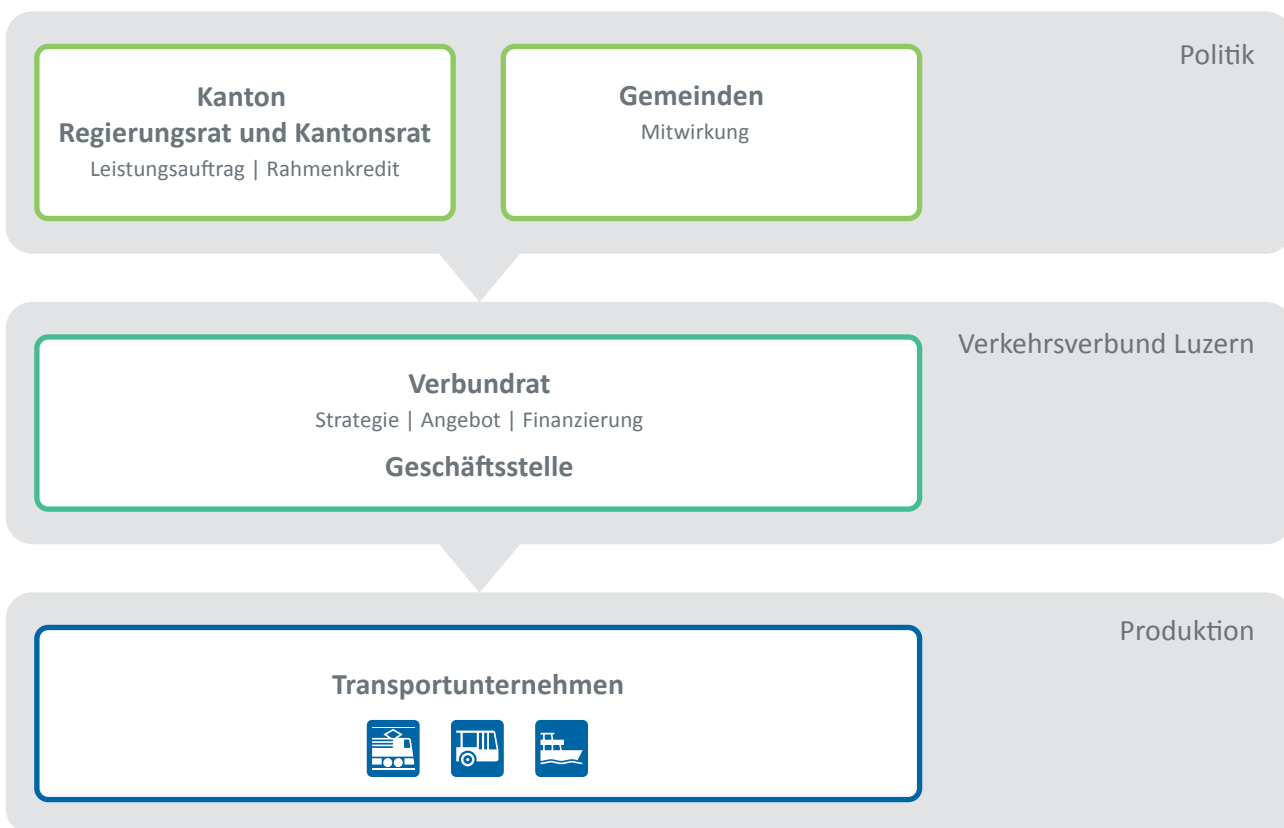 Politik
Kanton
Regierungsrat und Kantonsrat
Leistungsauftrag | Rahmenkredit
Gemeinden
Mitwirkung
Verkehrsverbund Luzern
Verbundrat
Strategie | Angebot | Finanzierung
Geschäftsstelle
Produktion
Transportunternehmen